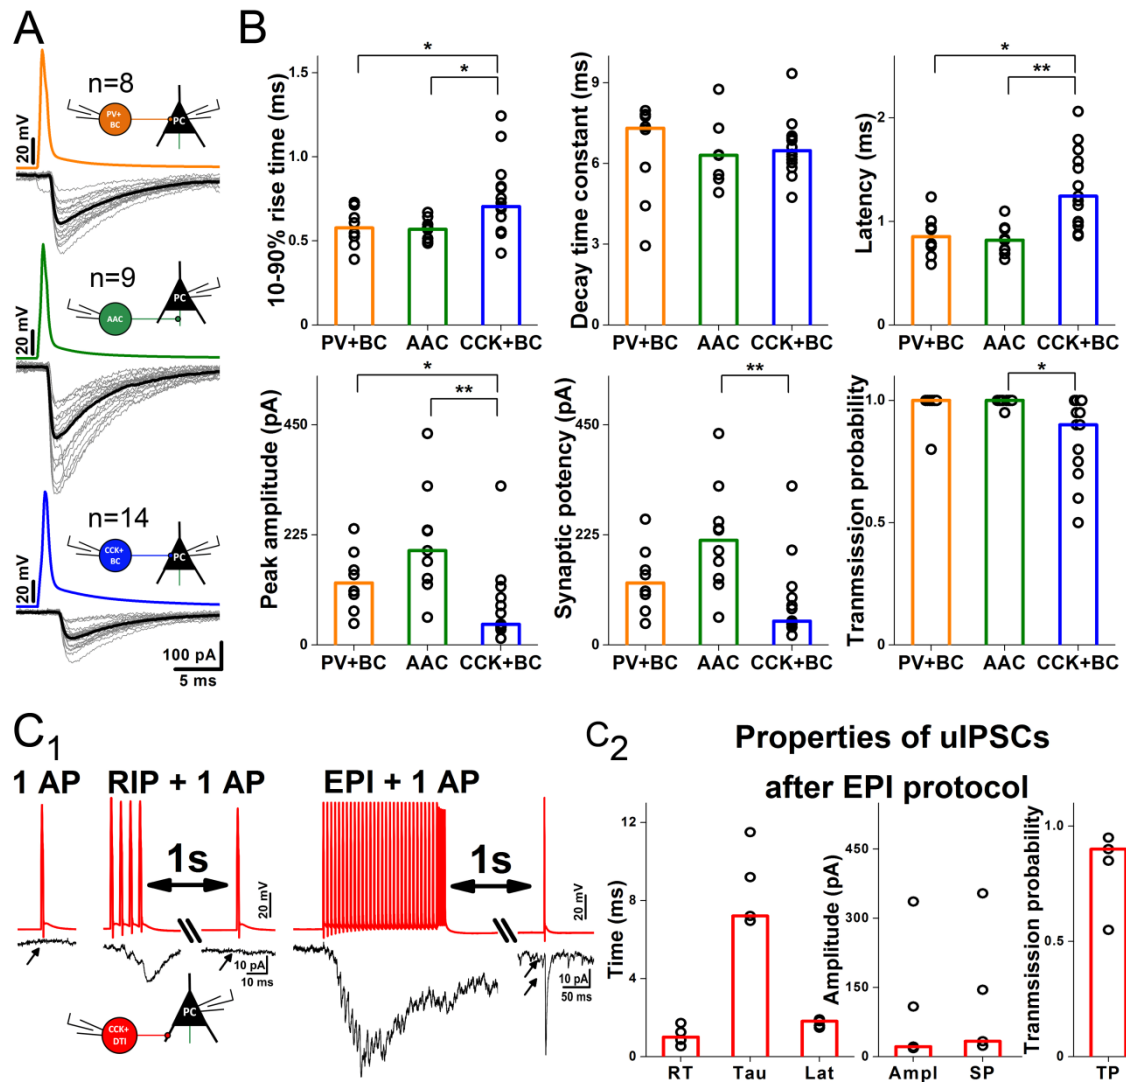 A
n=8
PV+
BC
PC
20 mV
n=9
PC
AAC
20 mV
n=14
CCK+
BC
PC
20 mV
100 pA
5 ms
B
*
*
10-90% rise time (ms)
1.5
1.0
0.5
0.0
PV+BC AAC CCK+BC
Decay time constant (ms)
9
6
3
0
PV+BC AAC CCK+BC
*
**
Latency (ms)
2
1
0
PV+BC AAC CCK+BC
*
**
Peak amplitude (pA)
450
225
0
PV+BC AAC CCK+BC
**
Synaptic potency (pA)
450
225
0
PV+BC AAC CCK+BC
*
Tranmsission probability
1.0
0.5
0
PV+BC AAC CCK+BC
C1
1 AP RIP + 1 AP EPI + 1 AP
1s
1s
20 mV
20 mV
10 pA
10 ms
10 pA
50 ms
PC
CCK+
DTI
C2
Properties of uIPSCs
after EPI protocol
Time (ms)
12
8
4
0
RT Tau Lat
Amplitude (pA)
450
300
150
0
Ampl SP
Tranmsission probability
1.0
0.5
0
TP